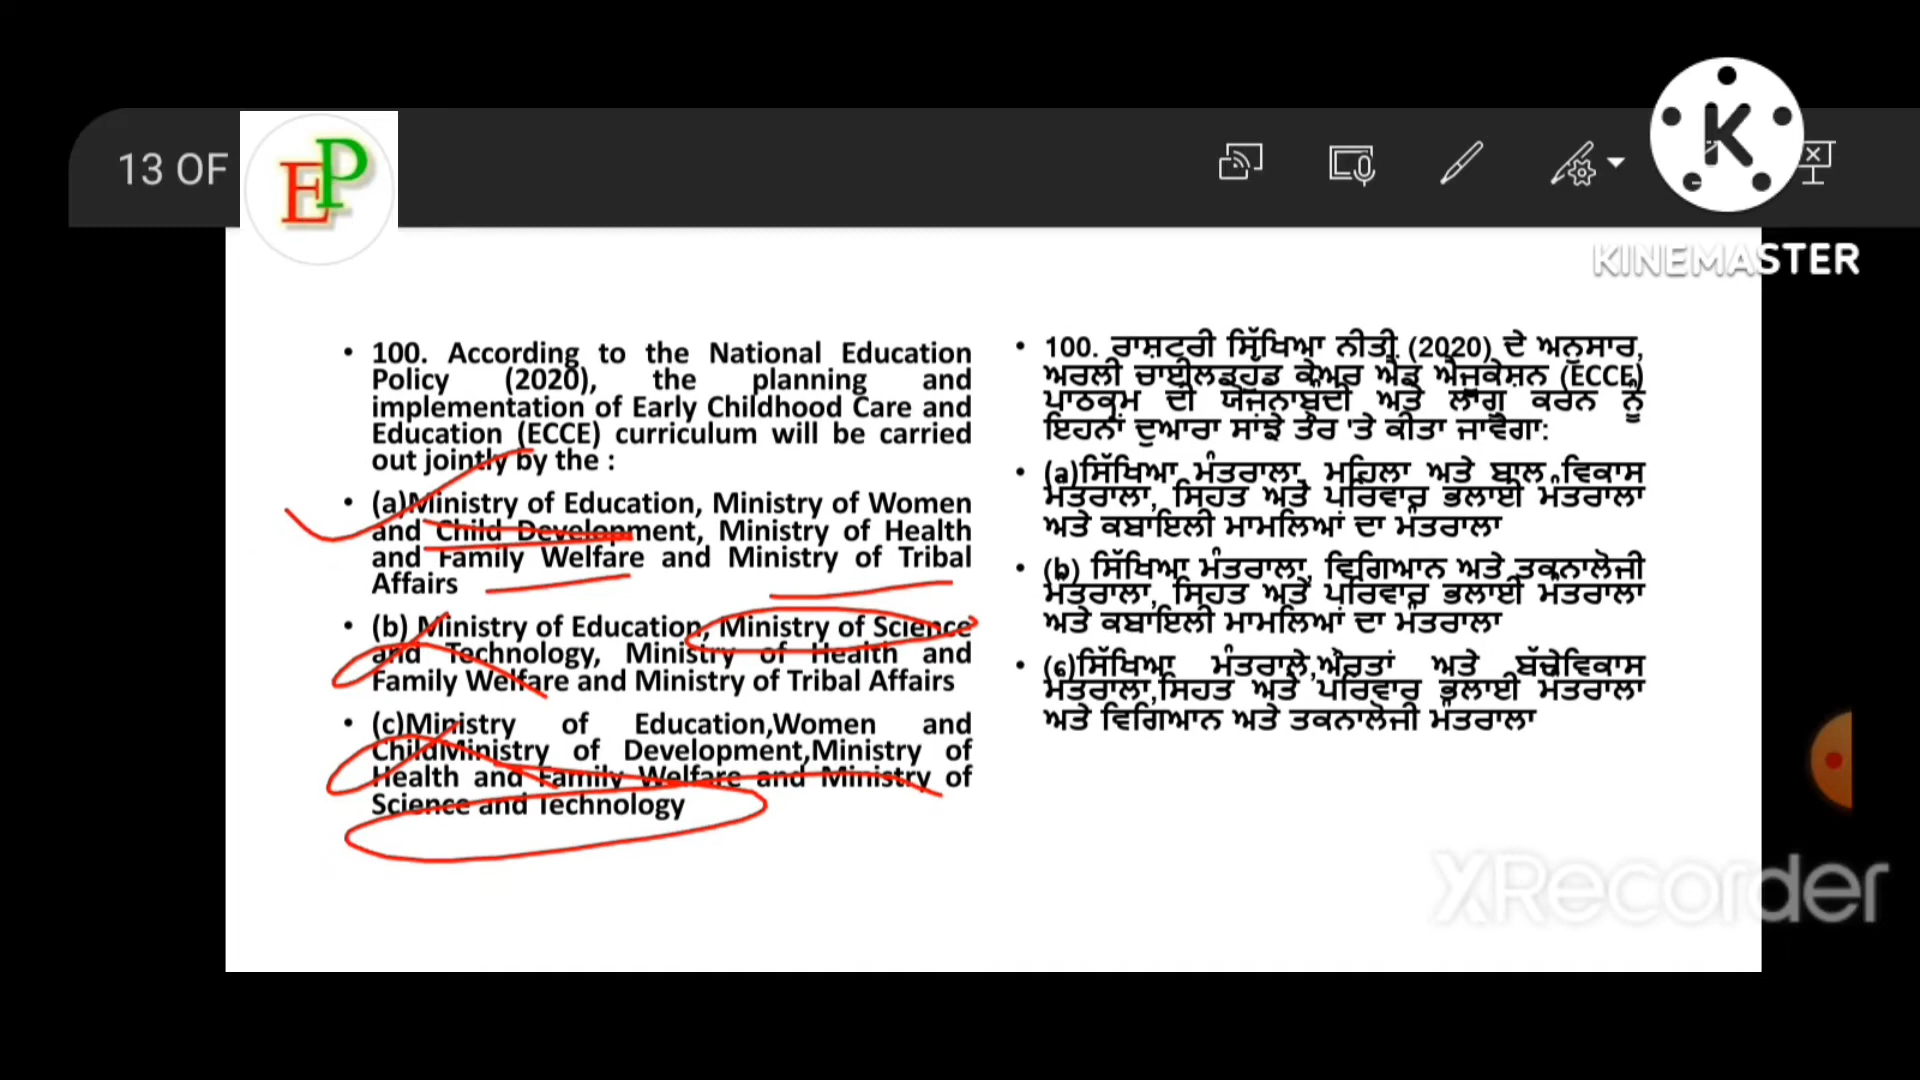 13 OF
EP
K
KINEMASTER
• 100. According to the National Education
Policy (2020), the planning and
implementation of Early Childhood Care and
Education (ECCE) curriculum will be carried
out jointly by the :
• (a)Ministry of Education, Ministry of Women
and Child Development, Ministry of Health
and Family Welfare and Ministry of Tribal
Affairs
• (b) Ministry of Education, Ministry of Science
and Technology, Ministry of Health and
Family Welfare and Ministry of Tribal Affairs
• (c)Ministry of Education,Women and
ChildMinistry of Development,Ministry of
Health and Family Welfare and Ministry of
Science and Technology
• 100. ਰਾਸ਼ਟਰੀ ਸਿੱਖਿਆ ਨੀਤੀ (2020) ਦੇ ਅਨੁਸਾਰ,
ਅਰਲੀ ਚਾਈਲਡਹੁੱਡ ਕੇਅਰ ਐਂਡ ਐਜੂਕੇਸ਼ਨ (ECCE)
ਪਾਠਕ੍ਰਮ ਦੀ ਯੋਜਨਾਬੰਦੀ ਅਤੇ ਲਾਗੂ ਕਰਨ ਨੂੰ
ਇਹਨਾਂ ਦੁਆਰਾ ਸਾਂਝੇ ਤੌਰ 'ਤੇ ਕੀਤਾ ਜਾਵੇਗਾ:
• (a)ਸਿੱਖਿਆ ਮੰਤਰਾਲਾ, ਮਹਿਲਾ ਅਤੇ ਬਾਲ ਵਿਕਾਸ
ਮੰਤਰਾਲਾ, ਸਿਹਤ ਅਤੇ ਪਰਿਵਾਰ ਭਲਾਈ ਮੰਤਰਾਲਾ
ਅਤੇ ਕਬਾਇਲੀ ਮਾਮਲਿਆਂ ਦਾ ਮੰਤਰਾਲਾ
• (b) ਸਿੱਖਿਆ ਮੰਤਰਾਲਾ, ਵਿਗਿਆਨ ਅਤੇ ਤਕਨਾਲੋਜੀ
ਮੰਤਰਾਲਾ, ਸਿਹਤ ਅਤੇ ਪਰਿਵਾਰ ਭਲਾਈ ਮੰਤਰਾਲਾ
ਅਤੇ ਕਬਾਇਲੀ ਮਾਮਲਿਆਂ ਦਾ ਮੰਤਰਾਲਾ
• (c)ਸਿੱਖਿਆ ਮੰਤਰਾਲੇ,ਔਰਤਾਂ ਅਤੇ ਬੱਚੇਵਿਕਾਸ
ਮੰਤਰਾਲਾ,ਸਿਹਤ ਅਤੇ ਪਰਿਵਾਰ ਭਲਾਈ ਮੰਤਰਾਲਾ
ਅਤੇ ਵਿਗਿਆਨ ਅਤੇ ਤਕਨਾਲੋਜੀ ਮੰਤਰਾਲਾ
XRecorder